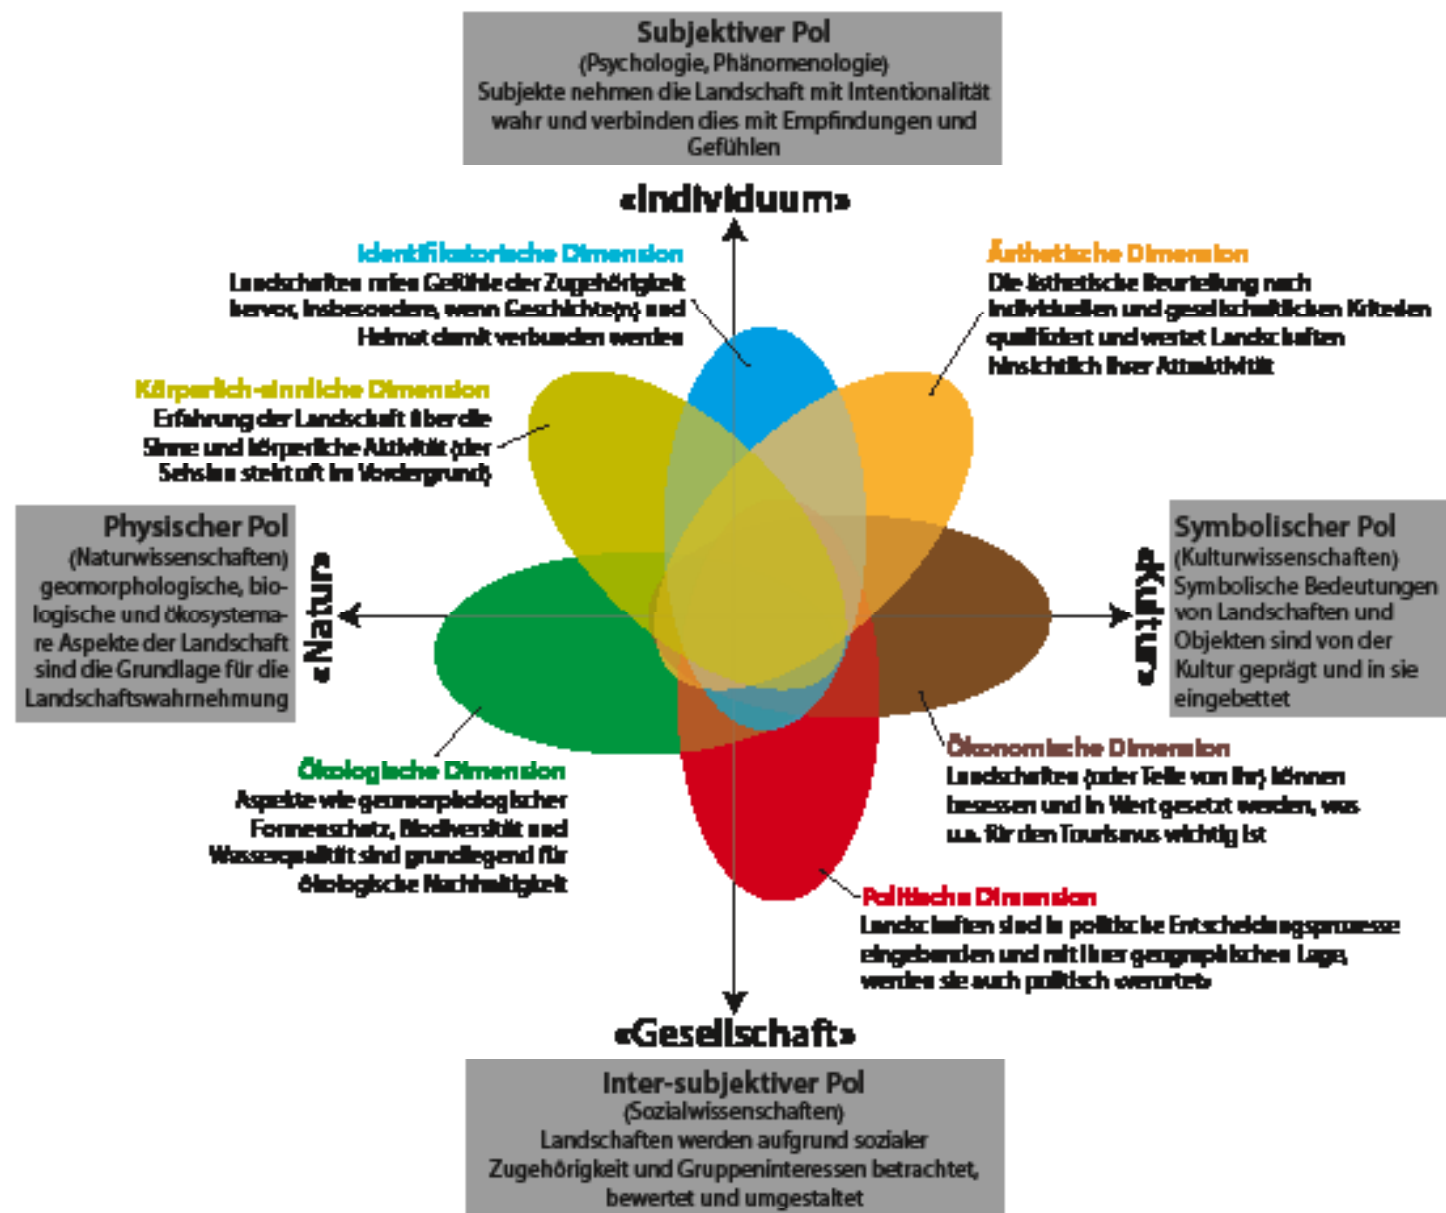 Subjektiver Pol
(Psychologie, Phänomenologie)
Subjekte nehmen die Landschaft mit Intentionalität
wahr und verbinden dies mit Empfindungen und
Gefühlen
«Individuum»
Identifikatorische Dimension
Landschaften rufen Gefühle der Zugehörigkeit
hervor, insbesondere, wenn Geschichte(n) und
Heimat damit verbunden werden
Ästhetische Dimension
Die ästhetische Beurteilung nach
individuellen und gesellschaftlichen Kriterien
qualifiziert und wertet Landschaften
hinsichtlich ihrer Attraktivität
Körperlich-sinnliche Dimension
Erfahrung der Landschaft über die
Sinne und körperliche Aktivität (der
Sehsinn steht oft im Vordergrund)
Physischer Pol
(Naturwissenschaften)
geomorphologische, bio-
logische und ökosystema-
re Aspekte der Landschaft
sind die Grundlage für die
Landschaftswahrnehmung
«Natur»
«Kultur»
Symbolischer Pol
(Kulturwissenschaften)
Symbolische Bedeutungen
von Landschaften und
Objekten sind von der
Kultur geprägt und in sie
eingebettet
Ökologische Dimension
Aspekte wie geomorphologischer
Formenschatz, Biodiversität und
Wasserqualität sind grundlegend für
ökologische Nachhaltigkeit
Ökonomische Dimension
Landschaften (oder Teile von ihr) können
besessen und in Wert gesetzt werden, was
u.a. für den Tourismus wichtig ist
Politische Dimension
Landschaften sind in politische Entscheidungsprozesse
eingebunden und mit ihrer geographischen Lage,
werden sie auch politisch «verortet»
«Gesellschaft»
Inter-subjektiver Pol
(Sozialwissenschaften)
Landschaften werden aufgrund sozialer
Zugehörigkeit und Gruppeninteressen betrachtet,
bewertet und umgestaltet